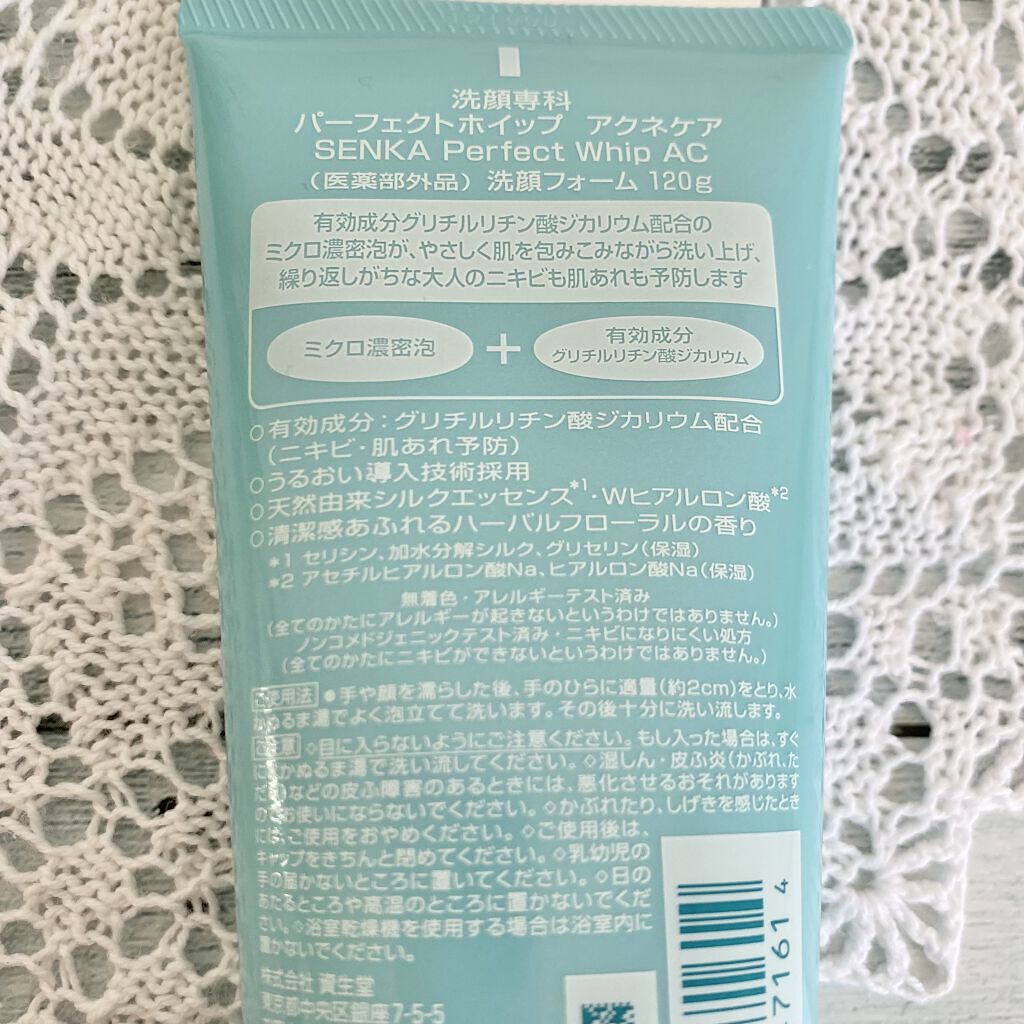 洗顔専科
パーフェクトホイップ アクネケア
SENKA Perfect Whip AC
（医薬部外品）洗顔フォーム 120g
有効成分グリチルリチン酸ジカリウム配合の
ミクロ濃密泡が、やさしく肌を包みこみながら洗い上げ、
繰り返しがちな大人のニキビも肌あれも予防します
ミクロ濃密泡
+
有効成分
グリチルリチン酸ジカリウム
○有効成分：グリチルリチン酸ジカリウム配合
（ニキビ・肌あれ予防）
○うるおい導入技術採用
○天然由来シルクエッセンス*1・Wヒアルロン酸*2
○清潔感あふれるハーバルフローラルの香り
*1 セリシン、加水分解シルク、グリセリン（保湿）
*2 アセチルヒアルロン酸Na、ヒアルロン酸Na（保湿）
無着色・アレルギーテスト済み
（全てのかたにアレルギーが起きないというわけではありません。）
ノンコメドジェニックテスト済み・ニキビになりにくい処方
（全てのかたにニキビができないというわけではありません。）
ご使用法 ●手や顔を濡らした後、手のひらに適量（約2cm）をとり、水
かぬるま湯でよく泡立てて洗います。その後十分に洗い流します。
ご注意 ◇目に入らないようにご注意ください。もし入った場合は、すぐ
に水かぬるま湯で洗い流してください。◇湿しん・皮ふ炎（かぶれ、た
だれ）などの皮ふ障害のあるときには、悪化させるおそれがあります
のでお使いにならないでください。◇かぶれたり、しげきを感じたとき
には、ご使用をおやめください。◇ご使用後は、
キャップをきちんと閉めてください。◇乳幼児の
手の届かないところに置いてください。◇日の
あたるところや高温のところに置かないでくだ
さい。◇浴室乾燥機を使用する場合は浴室内に
置かないでください。
株式会社 資生堂
東京都中央区銀座7-5-5